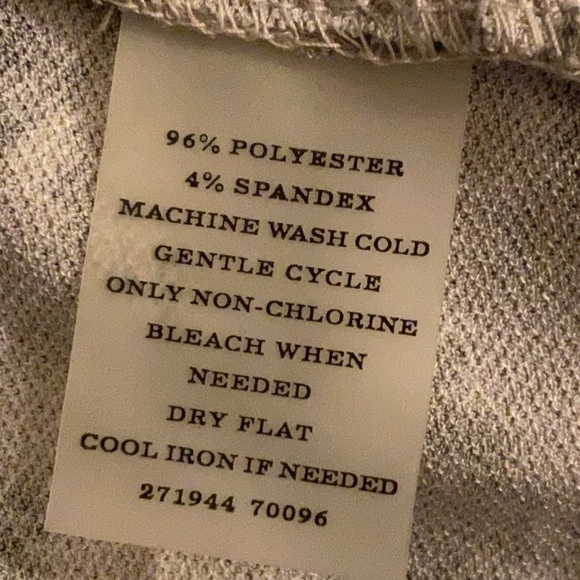 96% POLYESTER
4% SPANDEX
MACHINE WASH COLD
GENTLE CYCLE
ONLY NON-CHLORINE
BLEACH WHEN
NEEDED
DRY FLAT
COOL IRON IF NEEDED
271944 70096